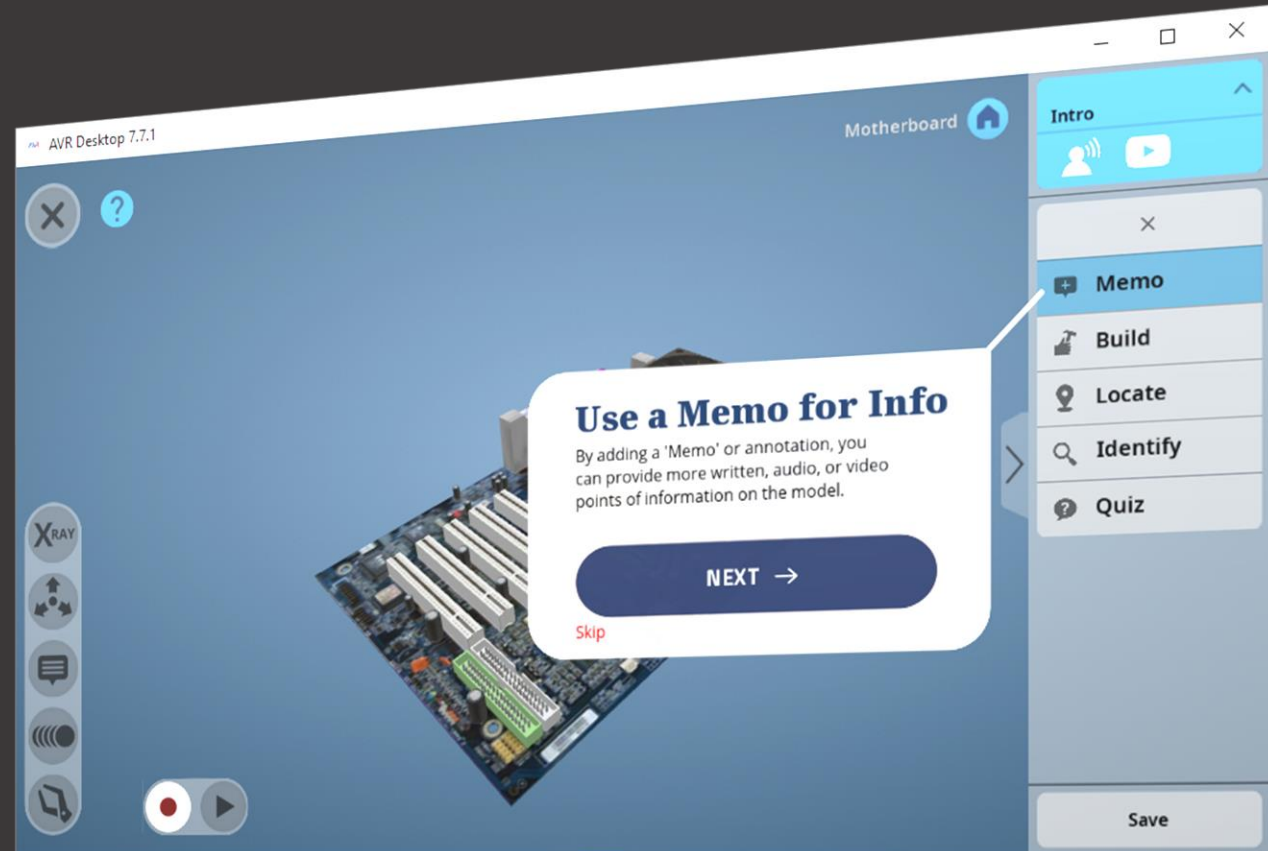 AVR Desktop 7.7.1
Motherboard
?
Intro
Memo
Build
Locate
Identify
Quiz
Use a Memo for Info
By adding a 'Memo' or annotation, you
can provide more written, audio, or video
points of information on the model.
NEXT →
Skip
XRAY
Save